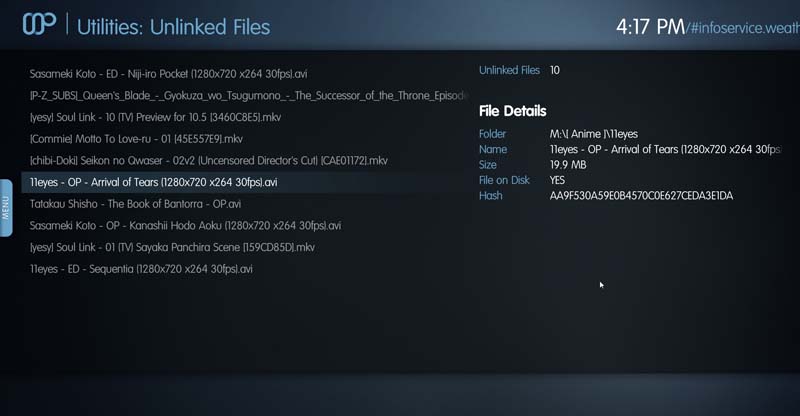 Utilities: Unlinked Files
4:17 PM/#infoservice.weath
Sasameki Koto - ED - Niji-iro Pocket (1280x720 x264 30fps).avi
[P-Z_SUBS]_Queen's_Blade_-_Gyokuza_wo_Tsugumono_-_The_Successor_of_the_Throne_Episode
[yesy] Soul Link - 10 (TV) Preview for 10.5 [3460C8E5].mkv
[Commie] Motto To Love-ru - 01 [45E557E9].mkv
[chibi-Doki] Seikon no Qwaser - 02v2 (Uncensored Director's Cut) [CAE01172].mkv
11eyes - OP - Arrival of Tears (1280x720 x264 30fps).avi
Tatakau Shisho - The Book of Bantorra - OP.avi
Sasameki Koto - OP - Kanashii Hodo Aoku (1280x720 x264 30fps).avi
[yesy] Soul Link - 01 (TV) Sayaka Panchira Scene [159CD85D].mkv
11eyes - ED - Sequentia (1280x720 x264 30fps).avi
MENU
Unlinked Files 10
File Details
Folder M:\[ Anime ]\11eyes
Name 11eyes - OP - Arrival of Tears (1280x720 x264 30fps
Size 19.9 MB
File on Disk YES
Hash AA9F530A59E0B4570C0E627CEDA3E1DA